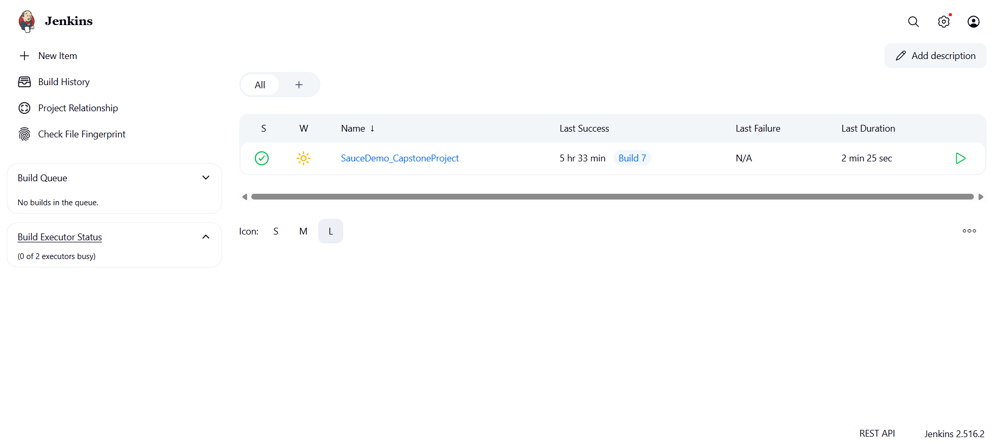 Jenkins
New Item
Build History
Project Relationship
Check File Fingerprint
Build Queue
No builds in the queue.
Build Executor Status
(0 of 2 executors busy)
Add description
All
S W Name ↓ Last Success Last Failure Last Duration
SauceDemo_CapstoneProject 5 hr 33 min Build 7 N/A 2 min 25 sec
Icon: S M L
REST API Jenkins 2.516.2